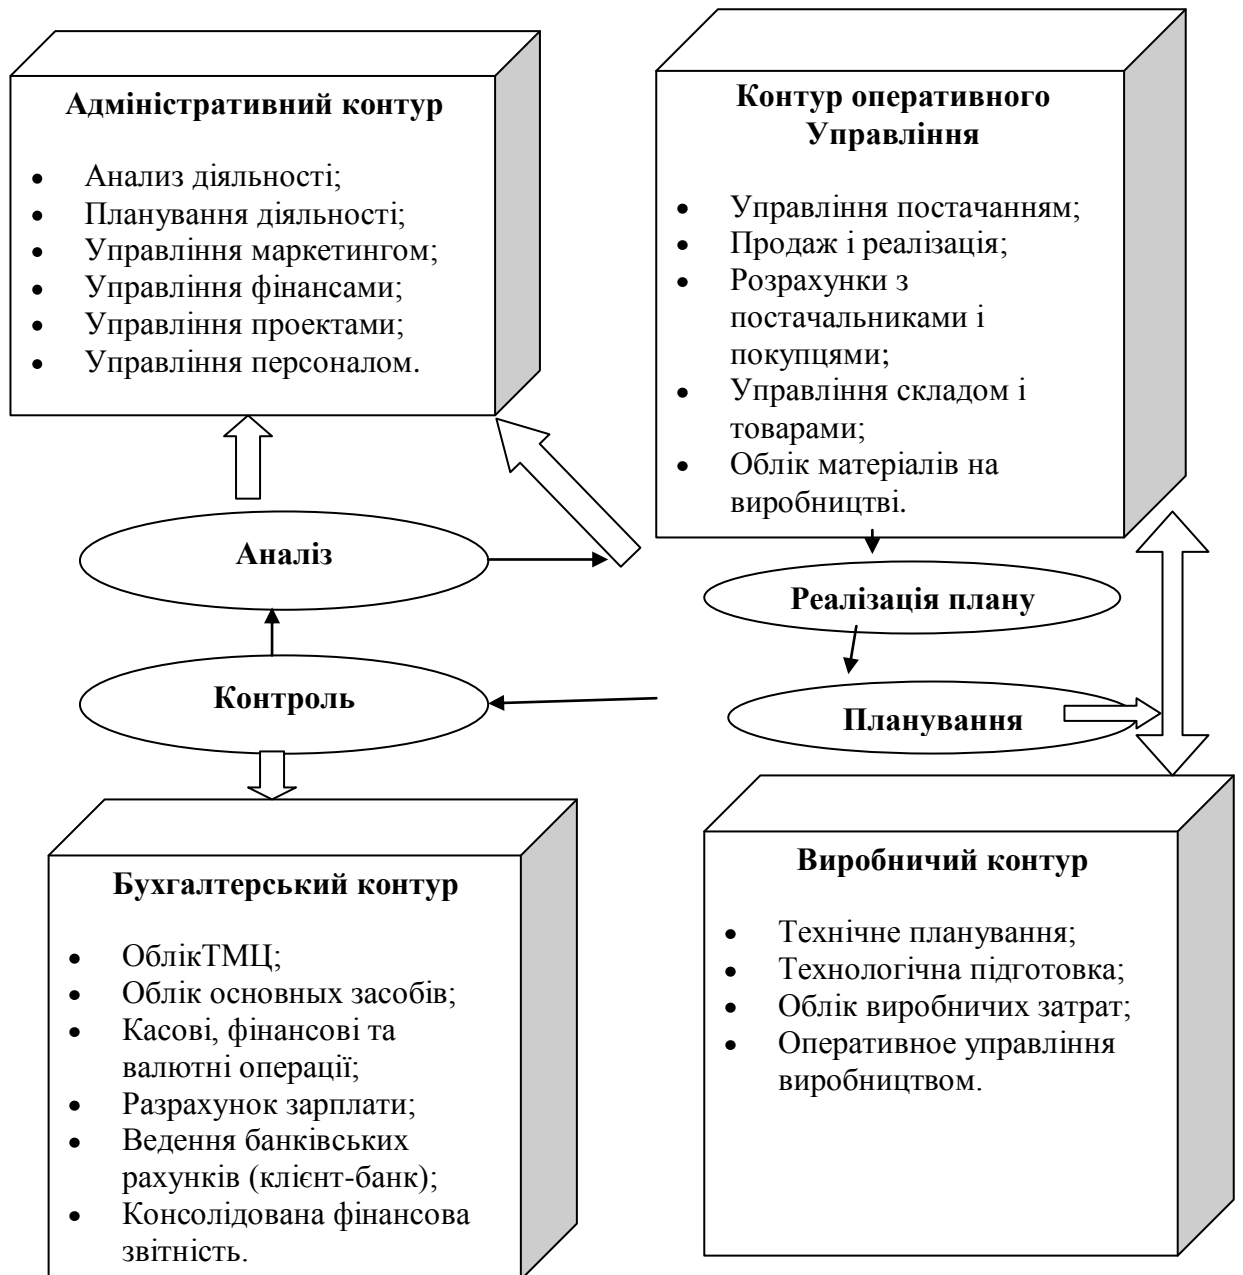 Адміністративний контур
• Анализ діяльності;
• Планування діяльності;
• Управління маркетингом;
• Управління фінансами;
• Управління проектами;
• Управління персоналом.
Контур оперативного
Управління
• Управління постачанням;
• Продаж і реалізація;
• Розрахунки з
постачальниками і
покупцями;
• Управління складом і
товарами;
• Облік матеріалів на
виробництві.
Аналіз
Реалізація плану
Контроль
Планування
Бухгалтерський контур
• ОблікТМЦ;
• Облік основных засобів;
• Касові, фінансові та
валютні операції;
• Разрахунок зарплати;
• Ведення банківських
рахунків (клієнт-банк);
• Консолідована фінансова
звітність.
Виробничий контур
• Технічне планування;
• Технологічна підготовка;
• Облік виробничих затрат;
• Оперативное управління
виробництвом.